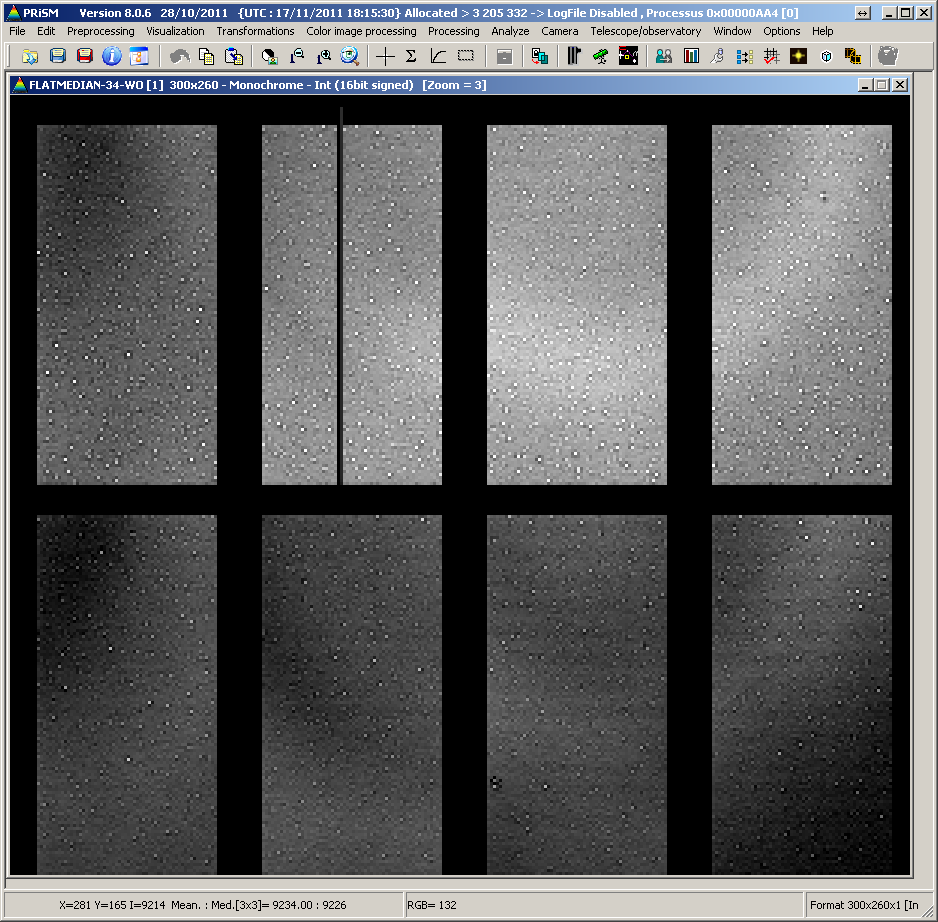 PRiSM Version 8.0.6 28/10/2011 {UTC : 17/11/2011 18:15:30} Allocated > 3 205 332 -> LogFile Disabled , Processus 0x00000AA4 [0]
File Edit Preprocessing Visualization Transformations Color image processing Processing Analyze Camera Telescope/observatory Window Options Help
FLATMEDIAN-34-WO [1] 300x260 - Monochrome - Int (16bit signed) [Zoom = 3]
X=281 Y=165 I=9214 Mean. : Med.[3x3]= 9234.00 : 9226 RGB= 132 Format 300x260x1 [In